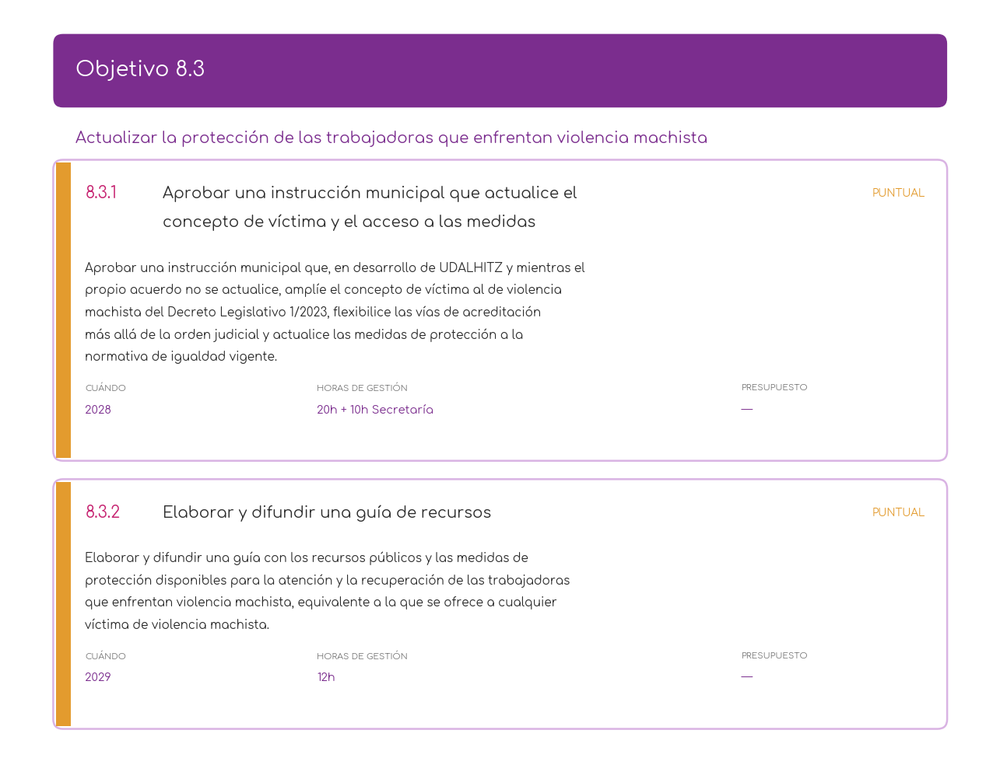 Objetivo 8.3
Actualizar la protección de las trabajadoras que enfrentan violencia machista
8.3.1
Aprobar una instrucción municipal que actualice el
concepto de víctima y el acceso a las medidas
PUNTUAL
Aprobar una instrucción municipal que, en desarrollo de UDALHITZ y mientras el
propio acuerdo no se actualice, amplíe el concepto de víctima al de violencia
machista del Decreto Legislativo 1/2023, flexibilice las vías de acreditación
más allá de la orden judicial y actualice las medidas de protección a la
normativa de igualdad vigente.
CUÁNDO
HORAS DE GESTIÓN
PRESUPUESTO
2028
20h + 10h Secretaría
—
8.3.2
Elaborar y difundir una guía de recursos
PUNTUAL
Elaborar y difundir una guía con los recursos públicos y las medidas de
protección disponibles para la atención y la recuperación de las trabajadoras
que enfrentan violencia machista, equivalente a la que se ofrece a cualquier
víctima de violencia machista.
CUÁNDO
HORAS DE GESTIÓN
PRESUPUESTO
2029
12h
—